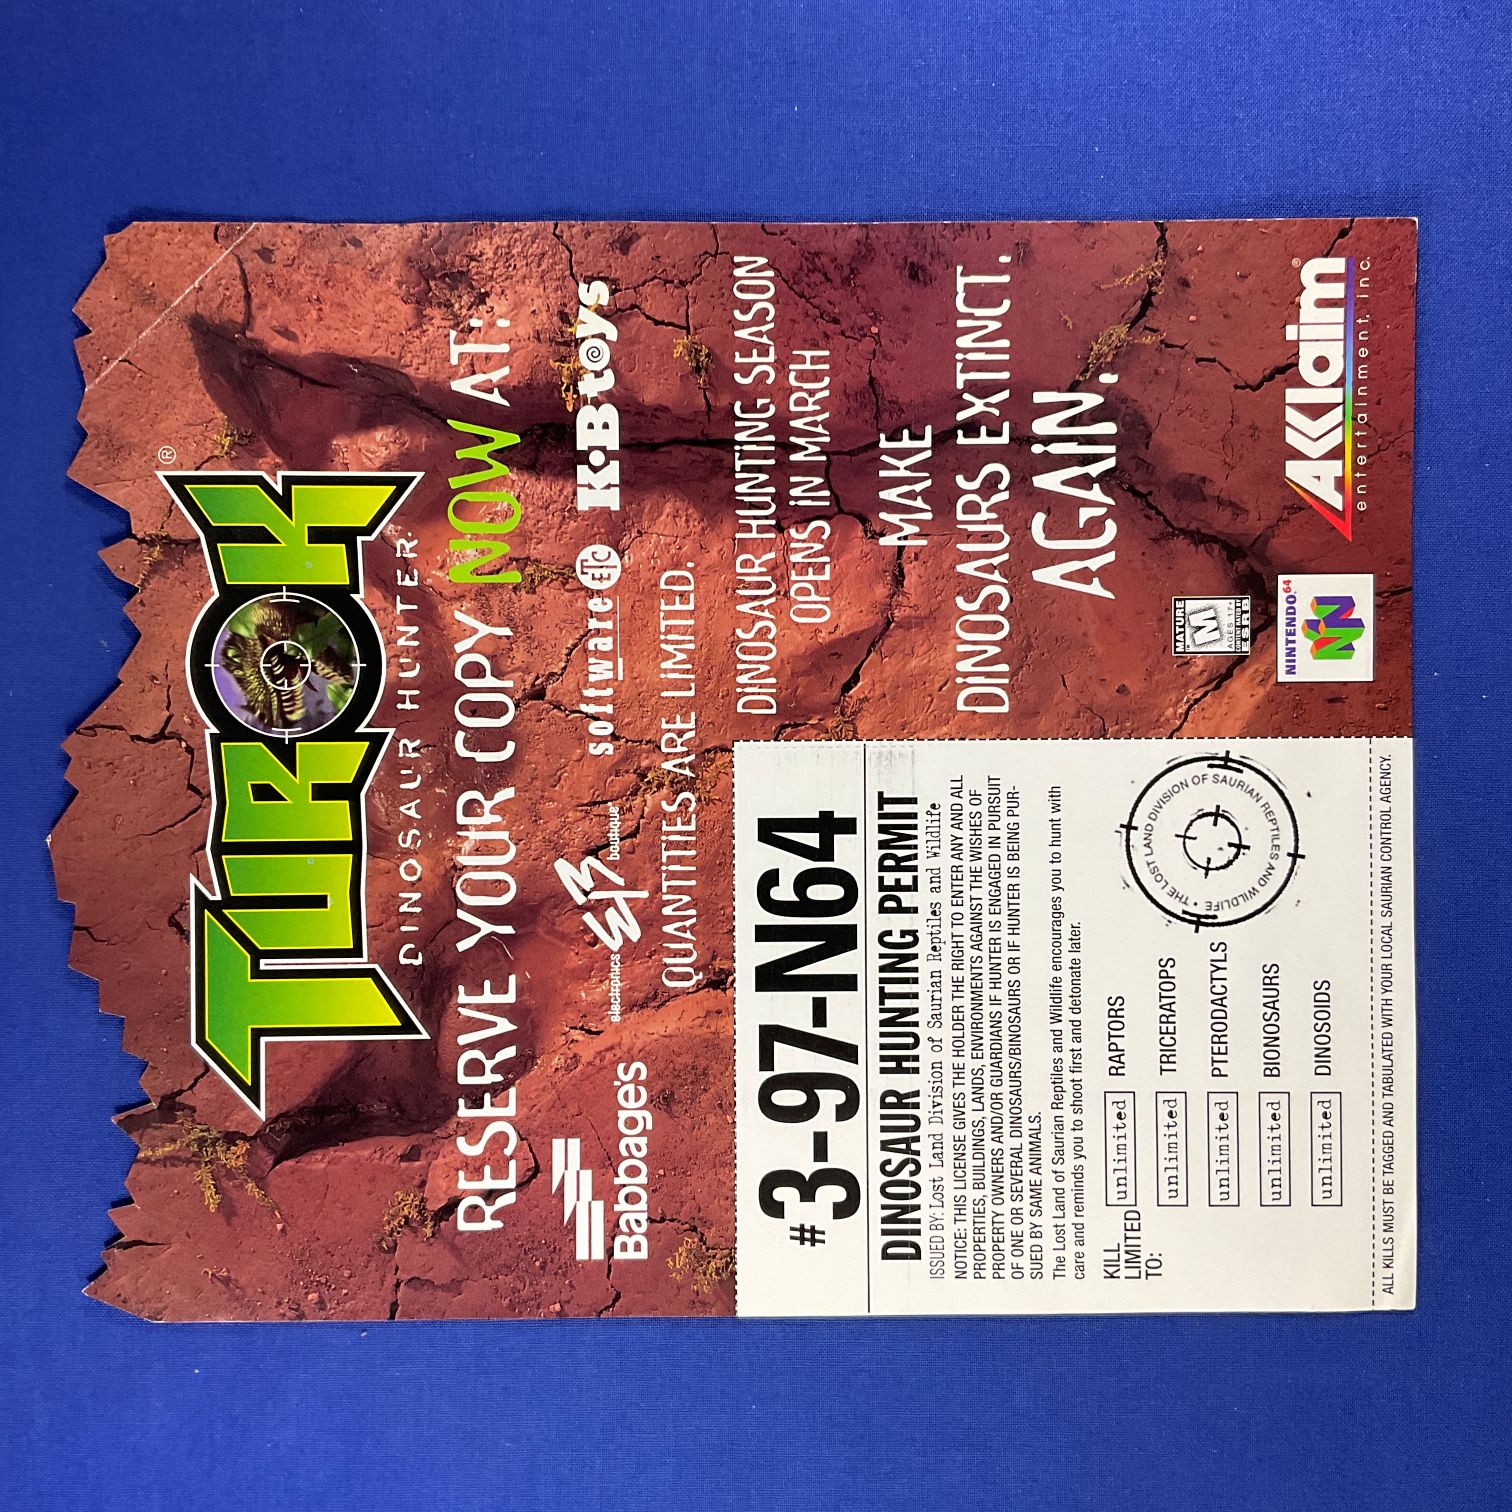 TUROK®
DINOSAUR HUNTER
RESERVE YOUR COPY NOW AT:
Babbage's
electronics EB boutique
software ETC
K·B toys
QUANTITIES ARE LIMITED.
DINOSAUR HUNTING SEASON
OPENS IN MARCH
MAKE
DINOSAURS EXTINCT.
AGAIN.
MATURE
M
AGES 17+
CONTENT RATED BY
ESRB
NINTENDO64
AKKlaim®
entertainment, inc.
#3-97-N64
DINOSAUR HUNTING PERMIT
ISSUED BY: Lost Land Division of Saurian Reptiles and Wildlife
NOTICE: THIS LICENSE GIVES THE HOLDER THE RIGHT TO ENTER ANY AND ALL
PROPERTIES, BUILDINGS, LANDS, ENVIRONMENTS AGAINST THE WISHES OF
PROPERTY OWNERS AND/OR GUARDIANS IF HUNTER IS ENGAGED IN PURSUIT
OF ONE OR SEVERAL DINOSAURS/BINOSAURS OR IF HUNTER IS BEING PUR-
SUED BY SAME ANIMALS.
The Lost Land of Saurian Reptiles and Wildlife encourages you to hunt with
care and reminds you to shoot first and detonate later.
KILL
LIMITED
TO:
unlimited RAPTORS
unlimited TRICERATOPS
unlimited PTERODACTYLS
unlimited BIONOSAURS
unlimited DINOSOIDS
THE LOST LAND DIVISION OF SAURIAN REPTILES AND WILDLIFE •
ALL KILLS MUST BE TAGGED AND TABULATED WITH YOUR LOCAL SAURIAN CONTROL AGENCY.